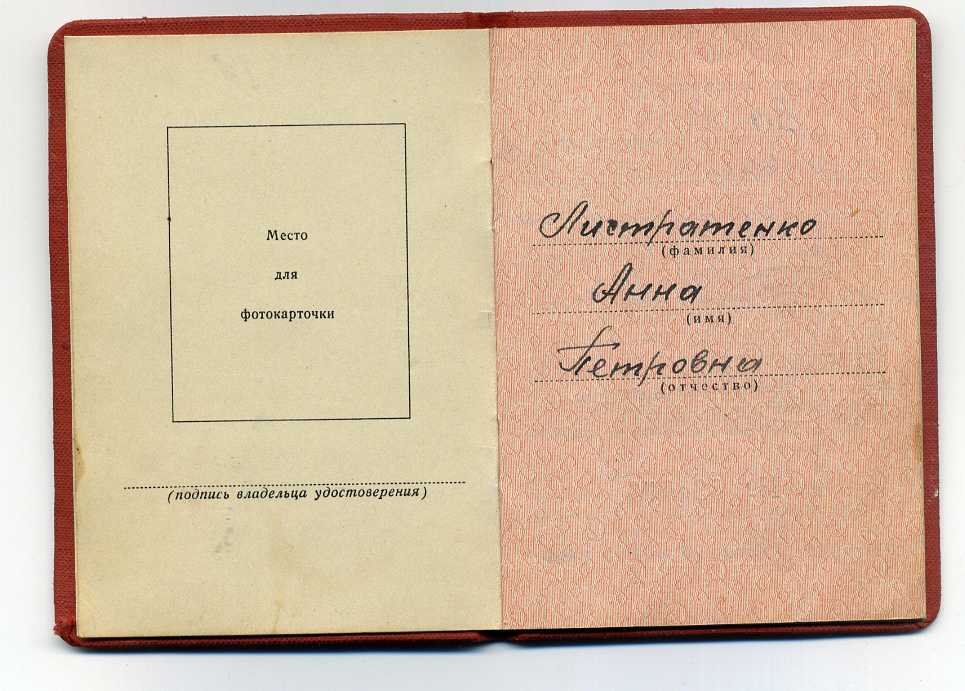 Место
для
фотокарточки
(подпись владельца удостоверения)
Листратенко
(фамилия)
Анна
(имя)
Петровна
(отчество)